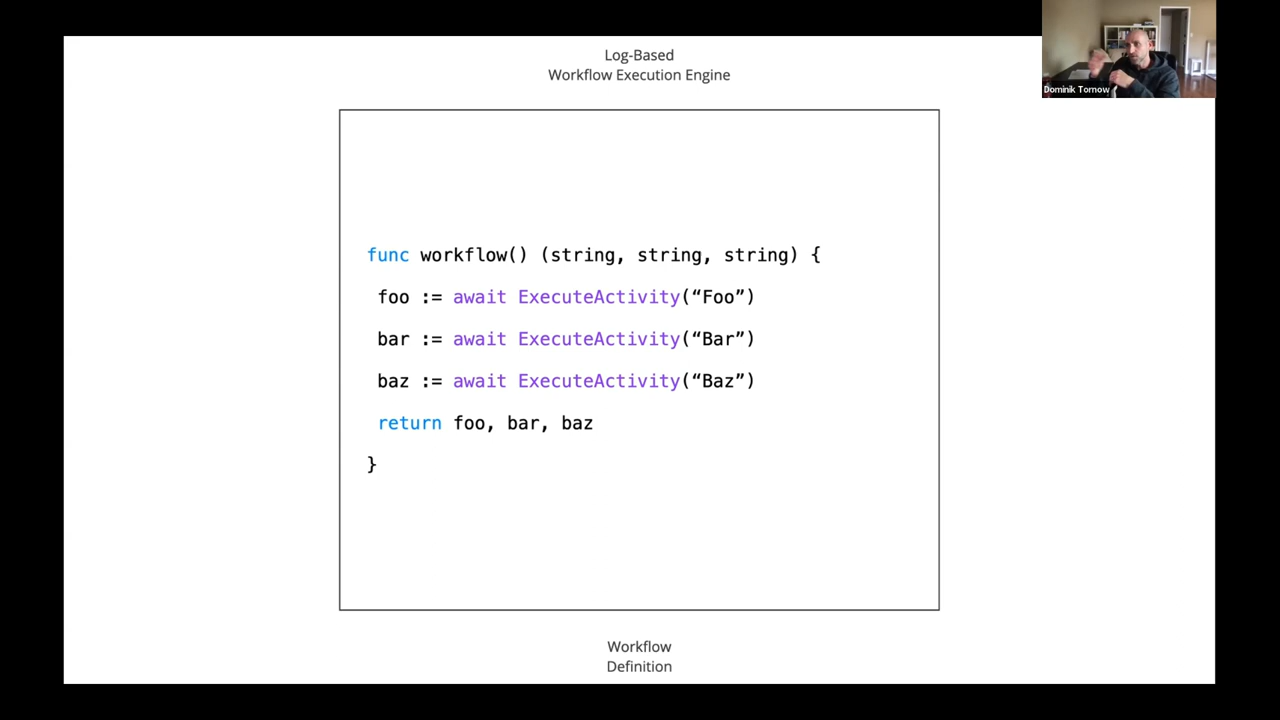 Log-Based
Workflow Execution Engine
Dominik Tornow
func workflow() (string, string, string) {
foo := await ExecuteActivity(“Foo”)
bar := await ExecuteActivity(“Bar”)
baz := await ExecuteActivity(“Baz”)
return foo, bar, baz
}
Workflow
Definition